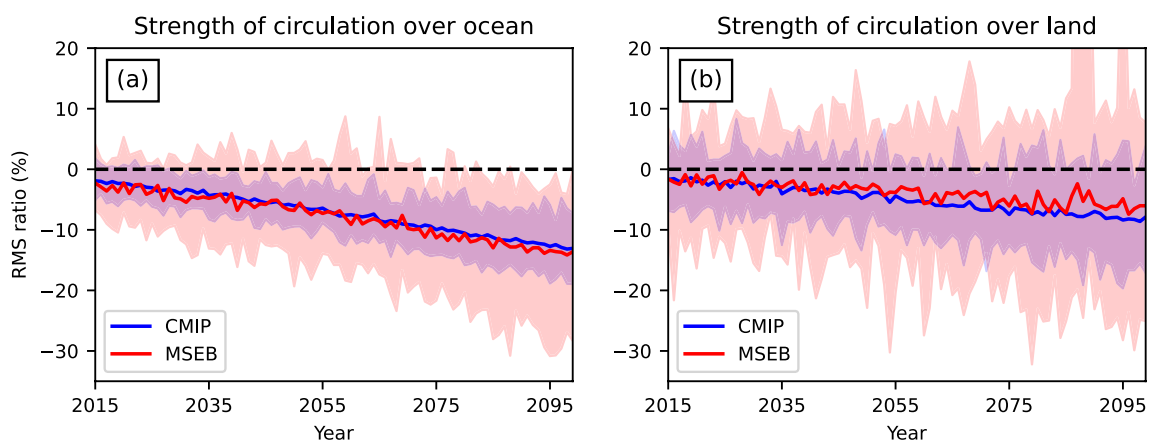 Strength of circulation over ocean
(a)
RMS ratio (%)
20
10
0
−10
−20
−30
CMIP
MSEB
2015 2035 2055 2075 2095
Year
Strength of circulation over land
(b)
20
10
0
−10
−20
−30
CMIP
MSEB
2015 2035 2055 2075 2095
Year